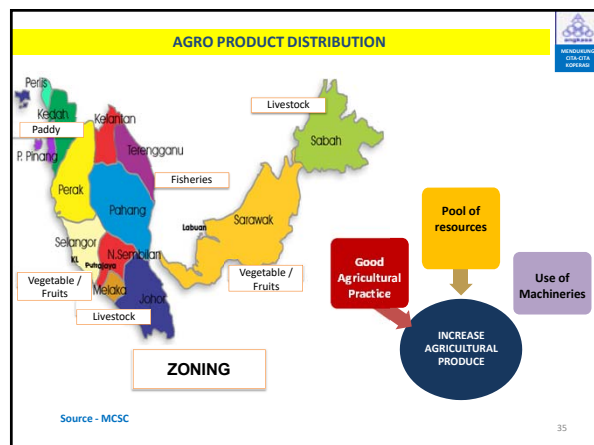 AGRO PRODUCT DISTRIBUTION
angkasa
MENDUKUNG
CITA-CITA
KOPERASI
Perlis
Kedah
Paddy
P. Pinang
Kelantan
Terengganu
Perak
Fisheries
Pahang
Selangor
KL
Putrajaya
N.Sembilan
Vegetable /
Fruits
Melaka
Johor
Livestock
Livestock
Sabah
Labuan
Sarawak
Vegetable /
Fruits
ZONING
Pool of
resources
Good
Agricultural
Practice
Use of
Machineries
INCREASE
AGRICULTURAL
PRODUCE
Source - MCSC
35